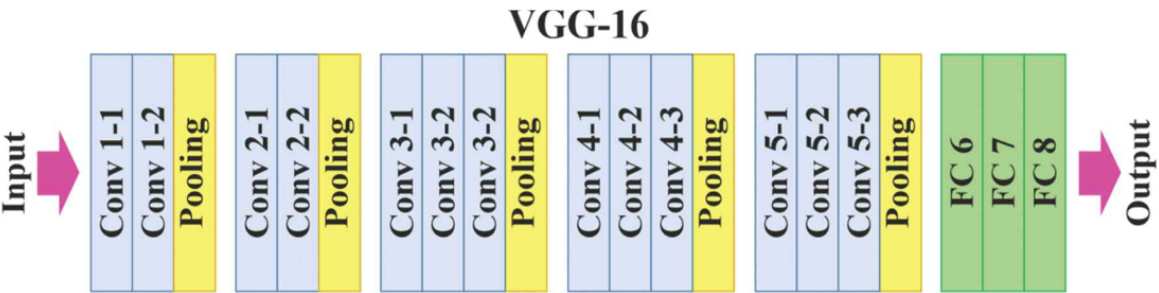 VGG-16
Input
Conv 1-1
Conv 1-2
Pooling
Conv 2-1
Conv 2-2
Pooling
Conv 3-1
Conv 3-2
Conv 3-2
Pooling
Conv 4-1
Conv 4-2
Conv 4-3
Pooling
Conv 5-1
Conv 5-2
Conv 5-3
Pooling
FC 6
FC 7
FC 8
Output